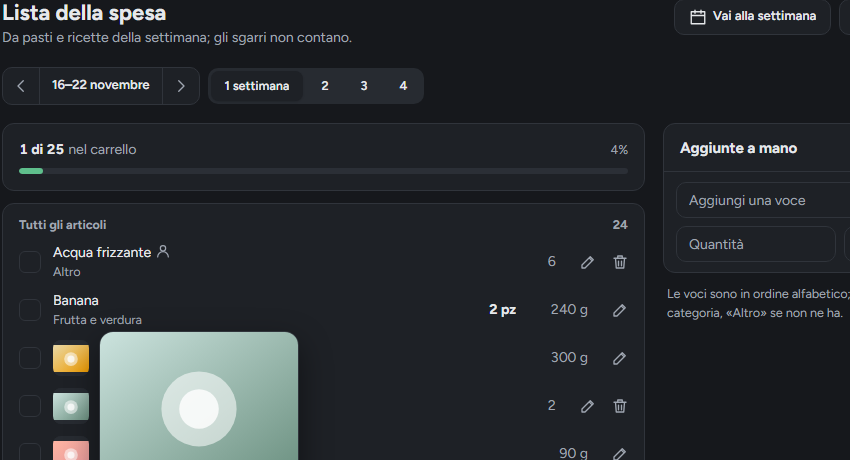 Lista della spesa
Da pasti e ricette della settimana; gli sgarri non contano.
Vai alla settimana
16–22 novembre
1 settimana 2 3 4
1 di 25 nel carrello 4%
Tutti gli articoli 24
Acqua frizzante 6
Altro
Banana 2 pz 240 g
Frutta e verdura
300 g
2
90 g
Aggiunte a mano
Aggiungi una voce
Quantità
Le voci sono in ordine alfabetico;
categoria, «Altro» se non ne ha.